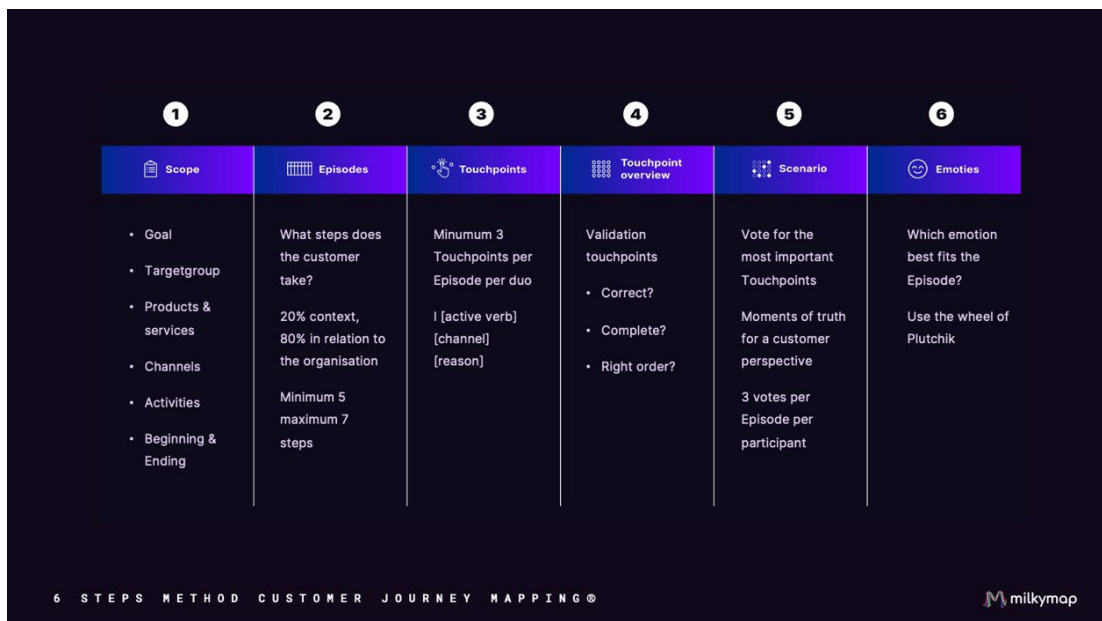 1
Scope
• Goal
• Targetgroup
• Products &
services
• Channels
• Activities
• Beginning &
Ending
2
Episodes
What steps does
the customer
take?
20% context,
80% in relation to
the organisation
Minimum 5
maximum 7
steps
3
Touchpoints
Minumum 3
Touchpoints per
Episode per duo
I [active verb]
[channel]
[reason]
4
Touchpoint
overview
Validation
touchpoints
• Correct?
• Complete?
• Right order?
5
Scenario
Vote for the
most important
Touchpoints
Moments of truth
for a customer
perspective
3 votes per
Episode per
participant
6
Emoties
Which emotion
best fits the
Episode?
Use the wheel of
Plutchik
6 STEPS METHOD CUSTOMER JOURNEY MAPPING®
milkymap